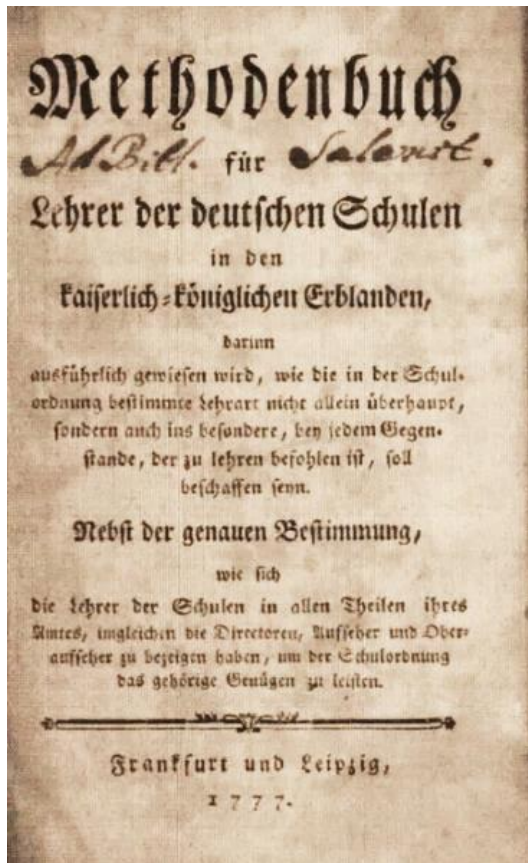 Methodenbuch
Ad Bibl. für
Lehrer der deutschen Schulen
in den
kaiserlich-königlichen Erblanden,
darinn
ausführlich gewiesen wird, wie die in der Schul-
ordnung bestimmte Lehrart nicht allein überhaupt,
sondern auch ins besondere, bey jedem Gegen-
stande, der zu lehren befohlen ist, soll
beschaffen seyn.
Nebst der genauen Bestimmung,
wie sich
die Lehrer der Schulen in allen Theilen ihres
Amtes, imgleichen die Directoren, Aufseher und Ober-
aufseher zu bezeigen haben, um der Schulordnung
das gehörige Genügen zu leisten.
Frankfurt und Leipzig,
1777.